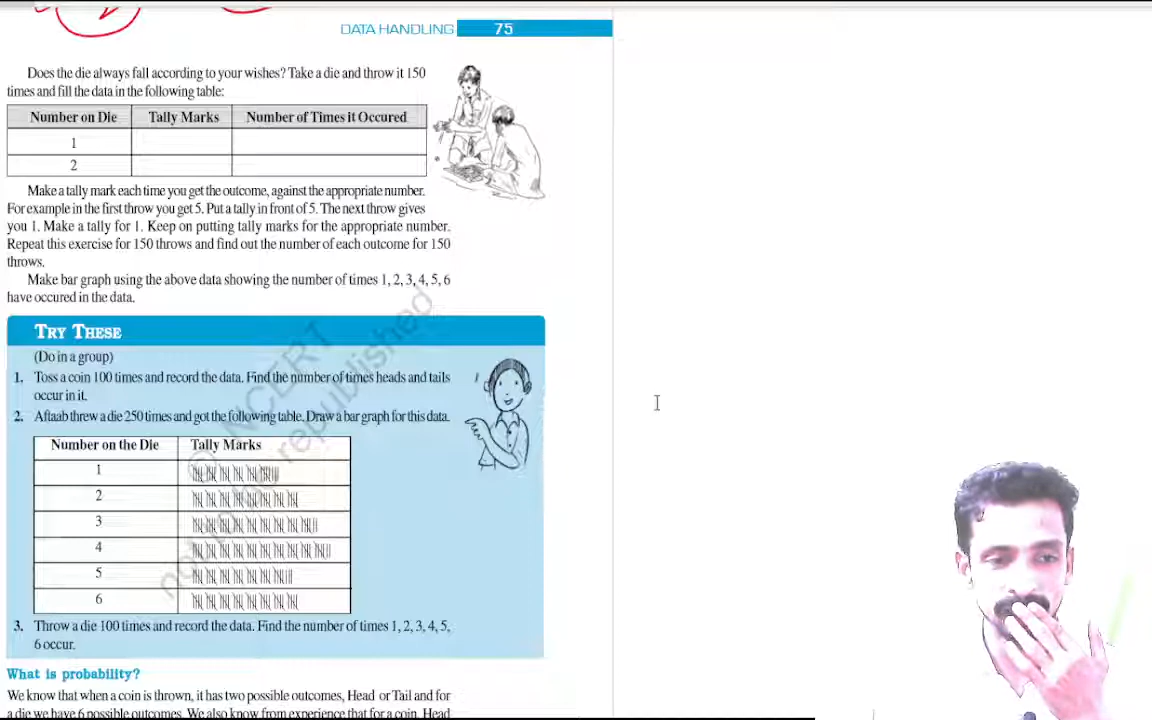 DATA HANDLING 75
Does the die always fall according to your wishes? Take a die and throw it 150
times and fill the data in the following table:
Number on Die Tally Marks Number of Times it Occured
1
2
Make a tally mark each time you get the outcome, against the appropriate number.
For example in the first throw you get 5. Put a tally in front of 5. The next throw gives
you 1. Make a tally for 1. Keep on putting tally marks for the appropriate number.
Repeat this exercise for 150 throws and find out the number of each outcome for 150
throws.
Make bar graph using the above data showing the number of times 1, 2, 3, 4, 5, 6
have occured in the data.
TRY THESE
(Do in a group)
1. Toss a coin 100 times and record the data. Find the number of times heads and tails
occur in it.
2. Aftaab threw a die 250 times and got the following table. Draw a bar graph for this data.
Number on the Die Tally Marks
1
2
3
4
5
6
3. Throw a die 100 times and record the data. Find the number of times 1, 2, 3, 4, 5,
6 occur.
What is probability?
We know that when a coin is thrown, it has two possible outcomes, Head or Tail and for
a die we have 6 possible outcomes. We also know from experience that for a coin, Head
© NCERT
not to be republished